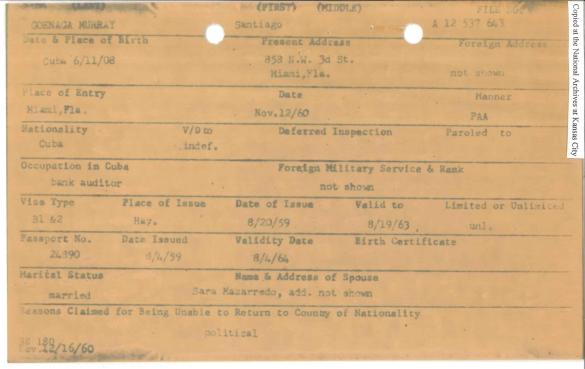 (LAST) (FIRST) (MIDDLE) FILE NO.
GOENAGA MURRAY Santiago A 12 537 643
Date & Place of Birth Present Address Foreign Address
Cuba 6/11/08 858 N.W. 3d St.
Miami,Fla. not shown
Place of Entry Date Manner
Miami,Fla. Nov.12/60 PAA
Nationality V/D to Deferred Inspection Paroled to
Cuba indef.
Occupation in Cuba Foreign Military Service & Rank
bank auditor not shown
Visa Type Place of Issue Date of Issue Valid to Limited or Unlimited
B1 &2 Hav. 8/20/59 8/19/63 unl.
Passport No. Date Issued Validity Date Birth Certificate
24890 8/4/59 8/4/64
Marital Status Name & Address of Spouse
married Sara Mazarredo, add. not shown
Reasons Claimed for Being Unable to Return to Country of Nationality
political
180
12/16/60
Copied at the National Archives at Kansas City